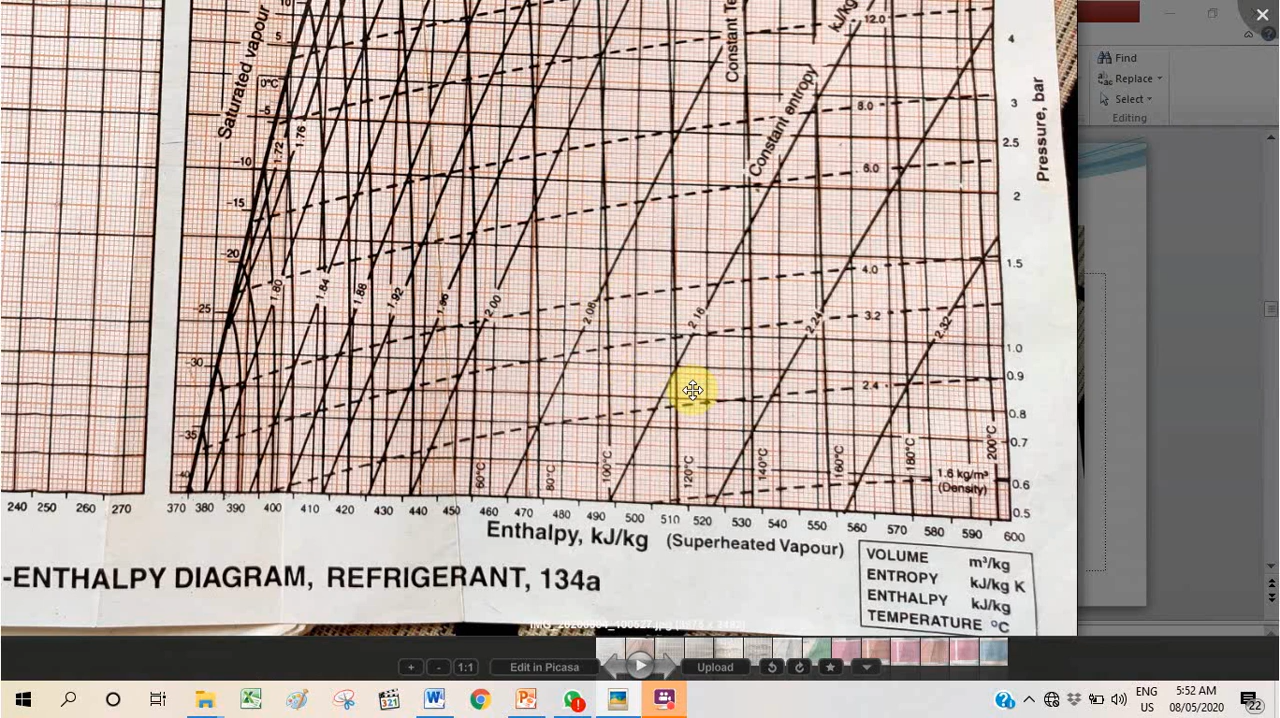 Find
Replace
Select
Editing
Saturated vapour
5
0°C
-5
-10
-15
-20
-25
-30
-35
1.72
1.76
1.80
1.84
1.88
1.92
1.96
2.00
2.08
2.16
2.24
2.32
Constant entropy
kJ/kg
12.0
8.0
6.0
4.0
3.2
2.4
1.6 kg/m³
(Density)
60°C
80°C
100°C
120°C
140°C
160°C
180°C
200°C
Pressure, bar
4
3
2.5
2
1.5
1.0
0.9
0.8
0.7
0.6
0.5
240 250 260 270
370 380 390 400 410 420 430 440 450 460 470 480 490 500 510 520 530 540 550 560 570 580 590 600
Enthalpy, kJ/kg (Superheated Vapour)
-ENTHALPY DIAGRAM, REFRIGERANT, 134a
VOLUME m³/kg
ENTROPY kJ/kg K
ENTHALPY kJ/kg
TEMPERATURE °C
+ - 1:1 Edit in Picasa Upload
321
ENG
US
5:52 AM
08/05/2020
22